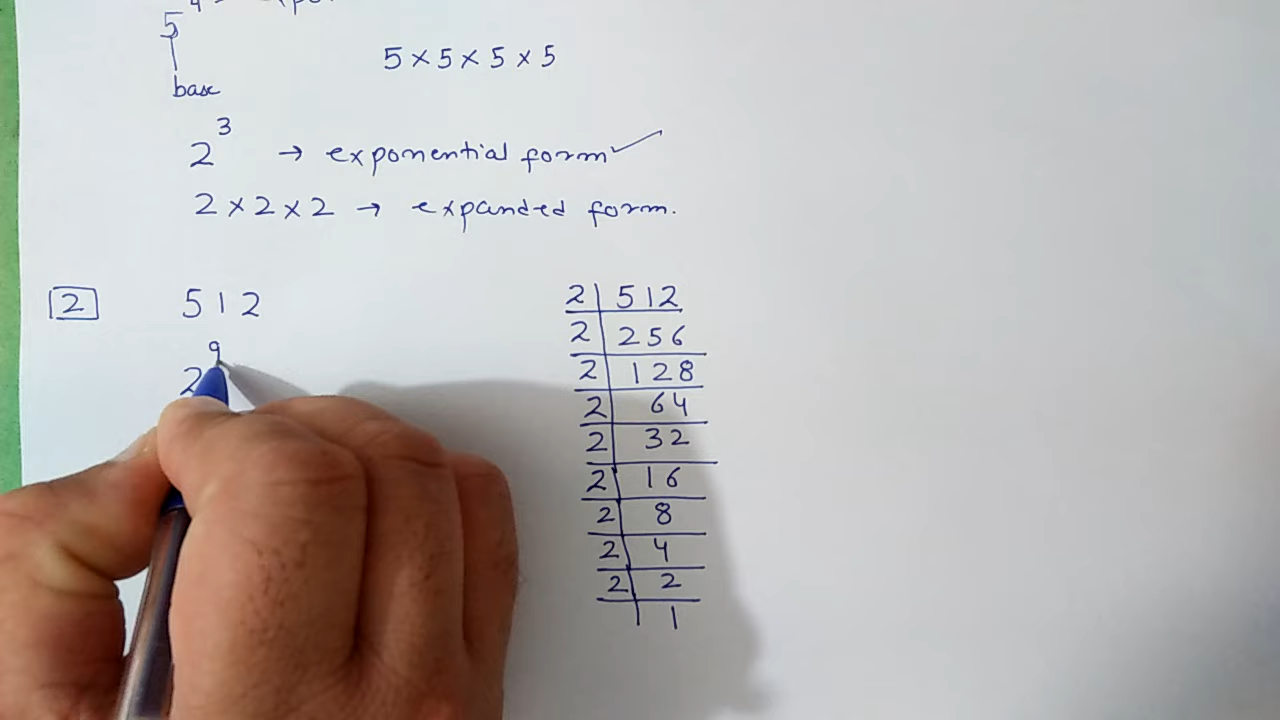 5⁴ →
5 × 5 × 5 × 5
base
2³ → exponential form ✓
2 × 2 × 2 → expanded form.
2 512
2⁹
2 | 512
2 | 256
2 | 128
2 | 64
2 | 32
2 | 16
2 | 8
2 | 4
2 | 2
| 1